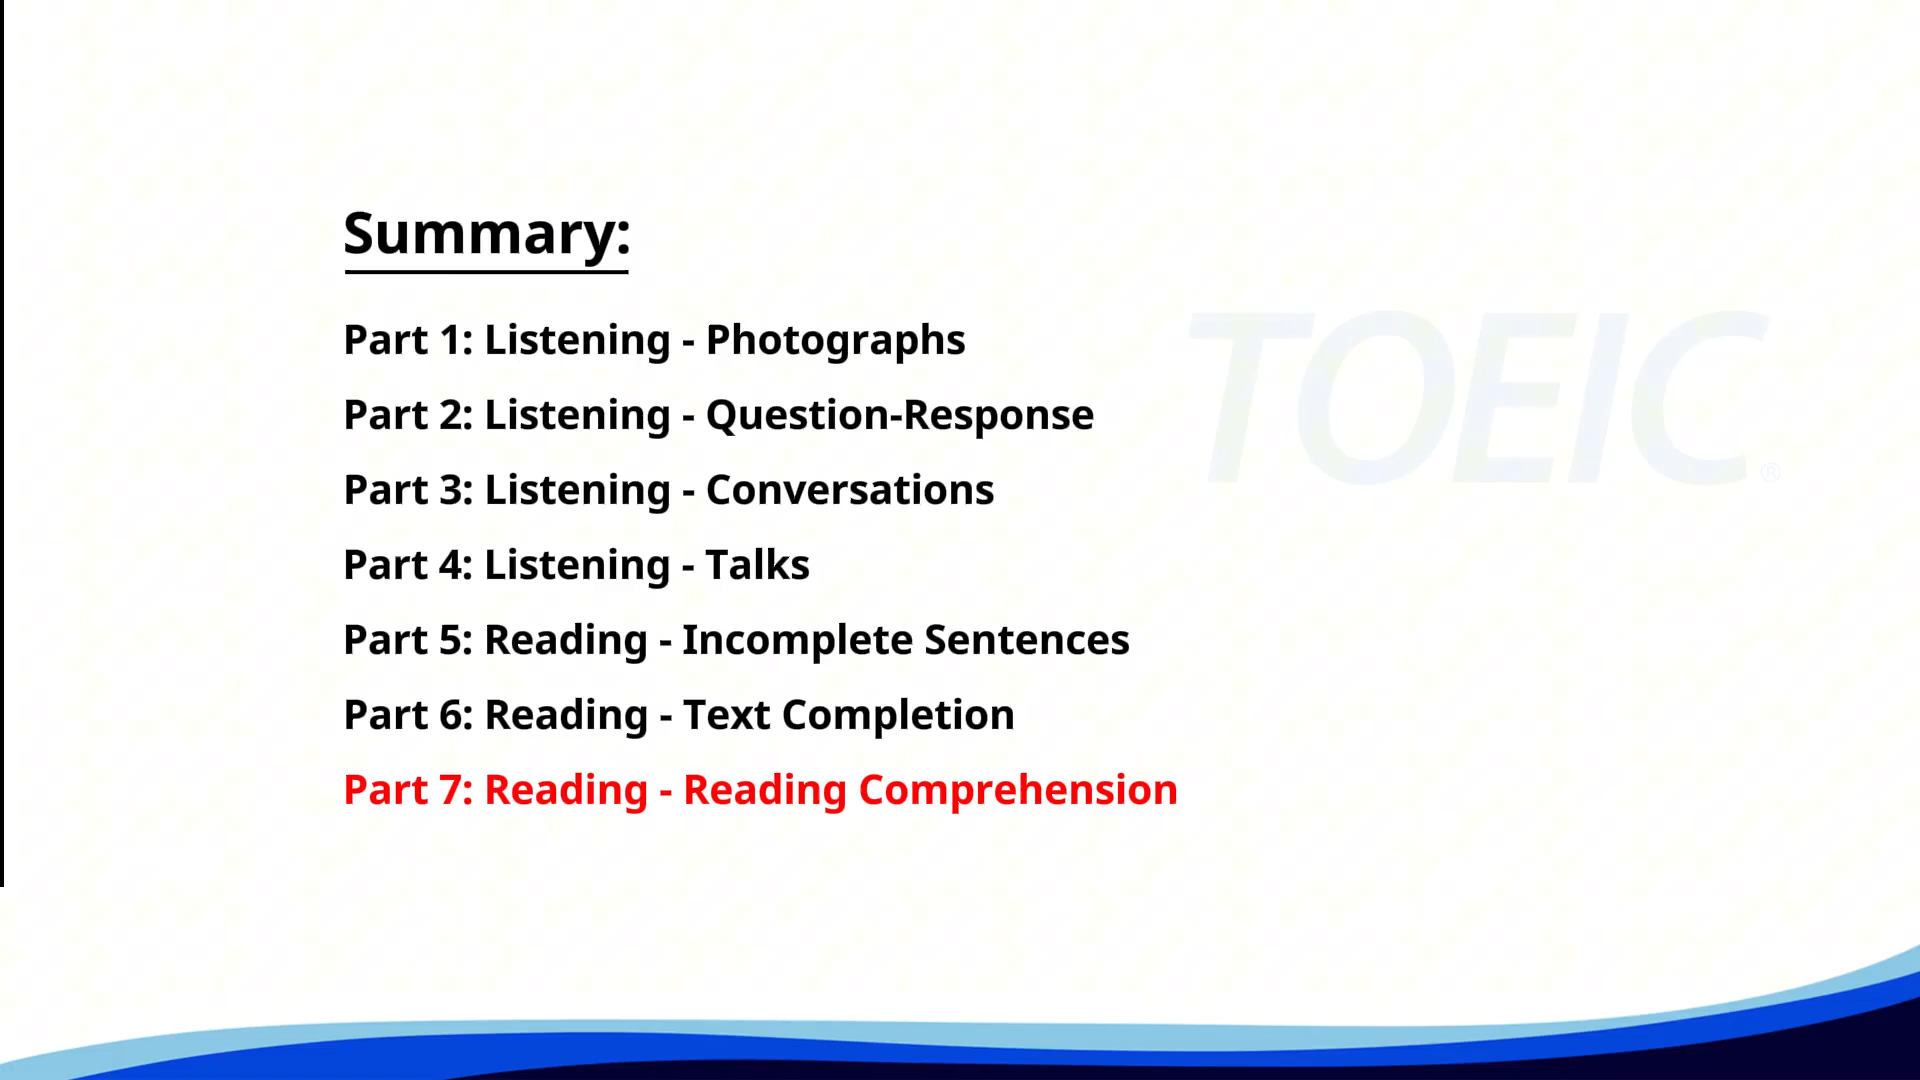 Summary:
Part 1: Listening - Photographs
Part 2: Listening - Question-Response
TOEIC®
Part 3: Listening - Conversations
Part 4: Listening - Talks
Part 5: Reading - Incomplete Sentences
Part 6: Reading - Text Completion
Part 7: Reading - Reading Comprehension